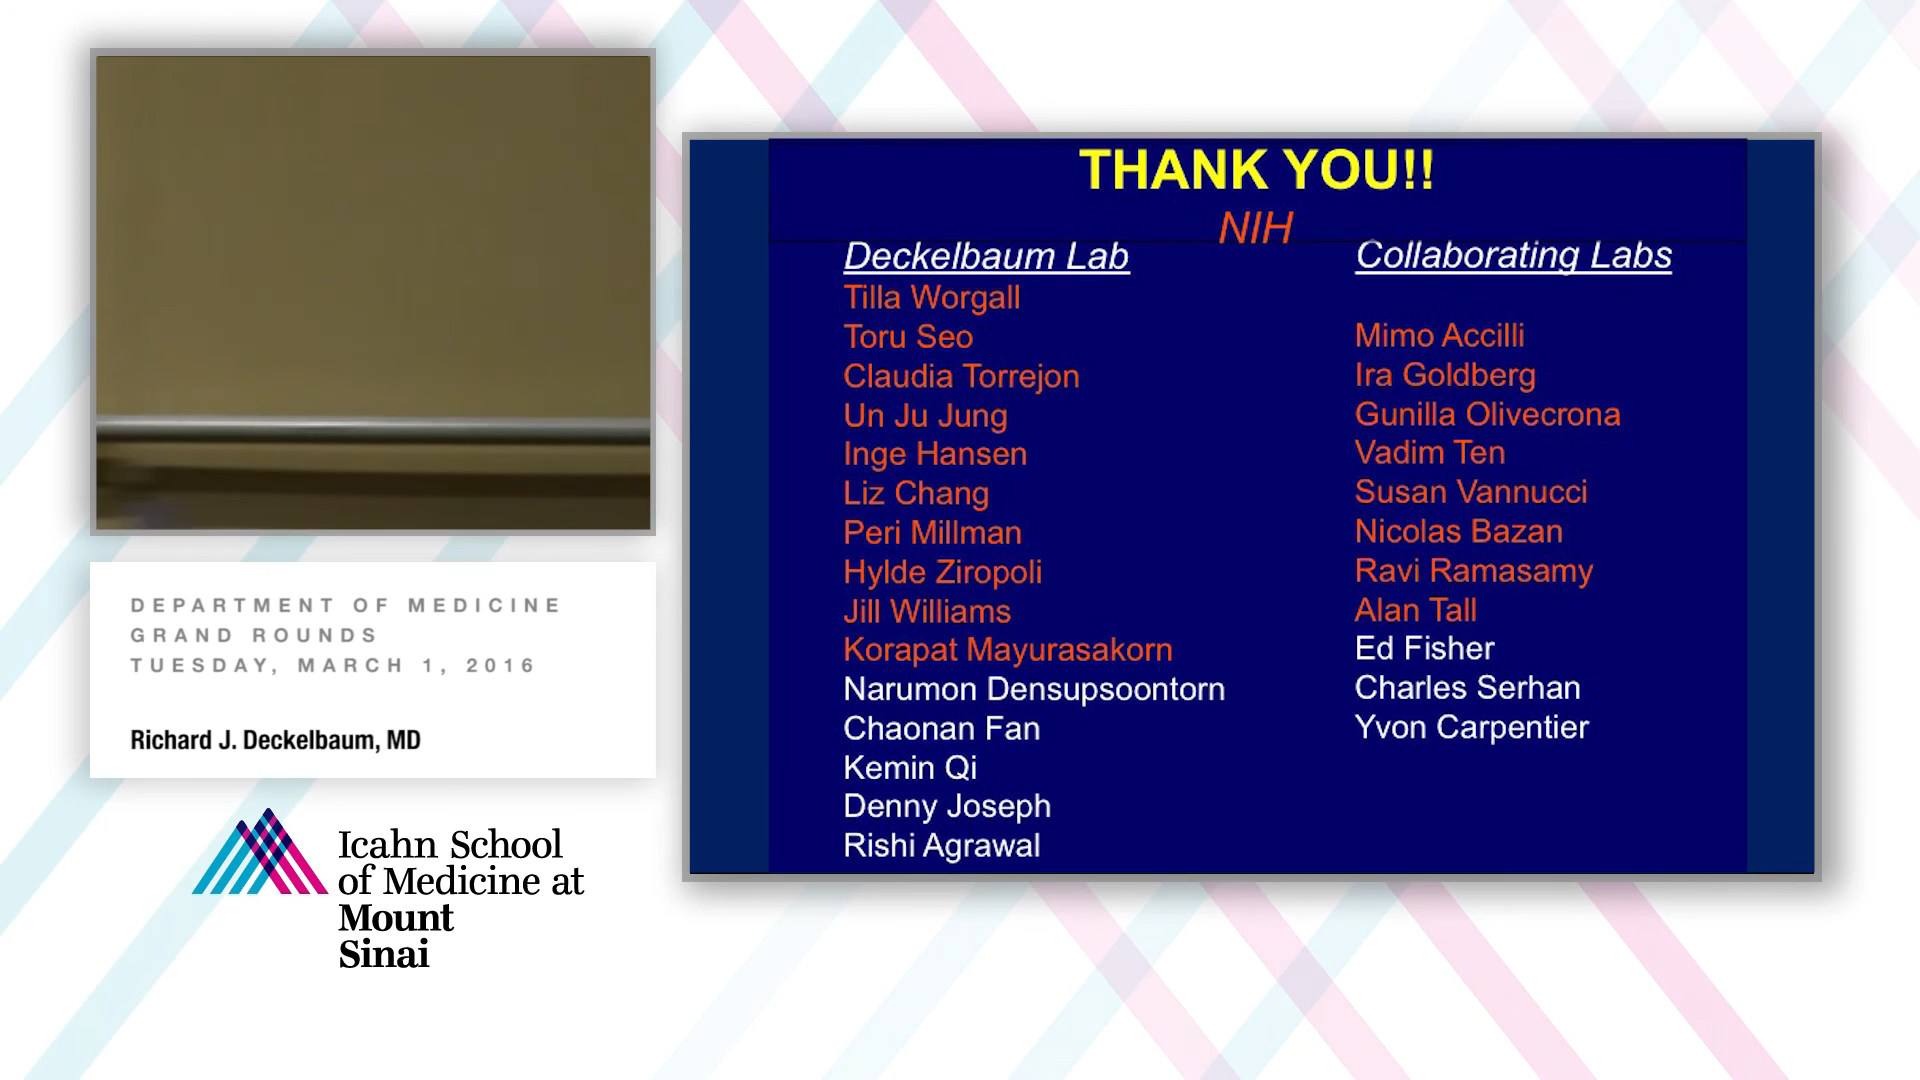 THANK YOU!!
NIH
Deckelbaum Lab
Tilla Worgall
Toru Seo
Claudia Torrejon
Un Ju Jung
Inge Hansen
Liz Chang
Peri Millman
Hylde Ziropoli
Jill Williams
Korapat Mayurasakorn
Narumon Densupsoontorn
Chaonan Fan
Kemin Qi
Denny Joseph
Rishi Agrawal
Collaborating Labs
Mimo Accilli
Ira Goldberg
Gunilla Olivecrona
Vadim Ten
Susan Vannucci
Nicolas Bazan
Ravi Ramasamy
Alan Tall
Ed Fisher
Charles Serhan
Yvon Carpentier
DEPARTMENT OF MEDICINE
GRAND ROUNDS
TUESDAY, MARCH 1, 2016
Richard J. Deckelbaum, MD
Icahn School
of Medicine at
Mount
Sinai